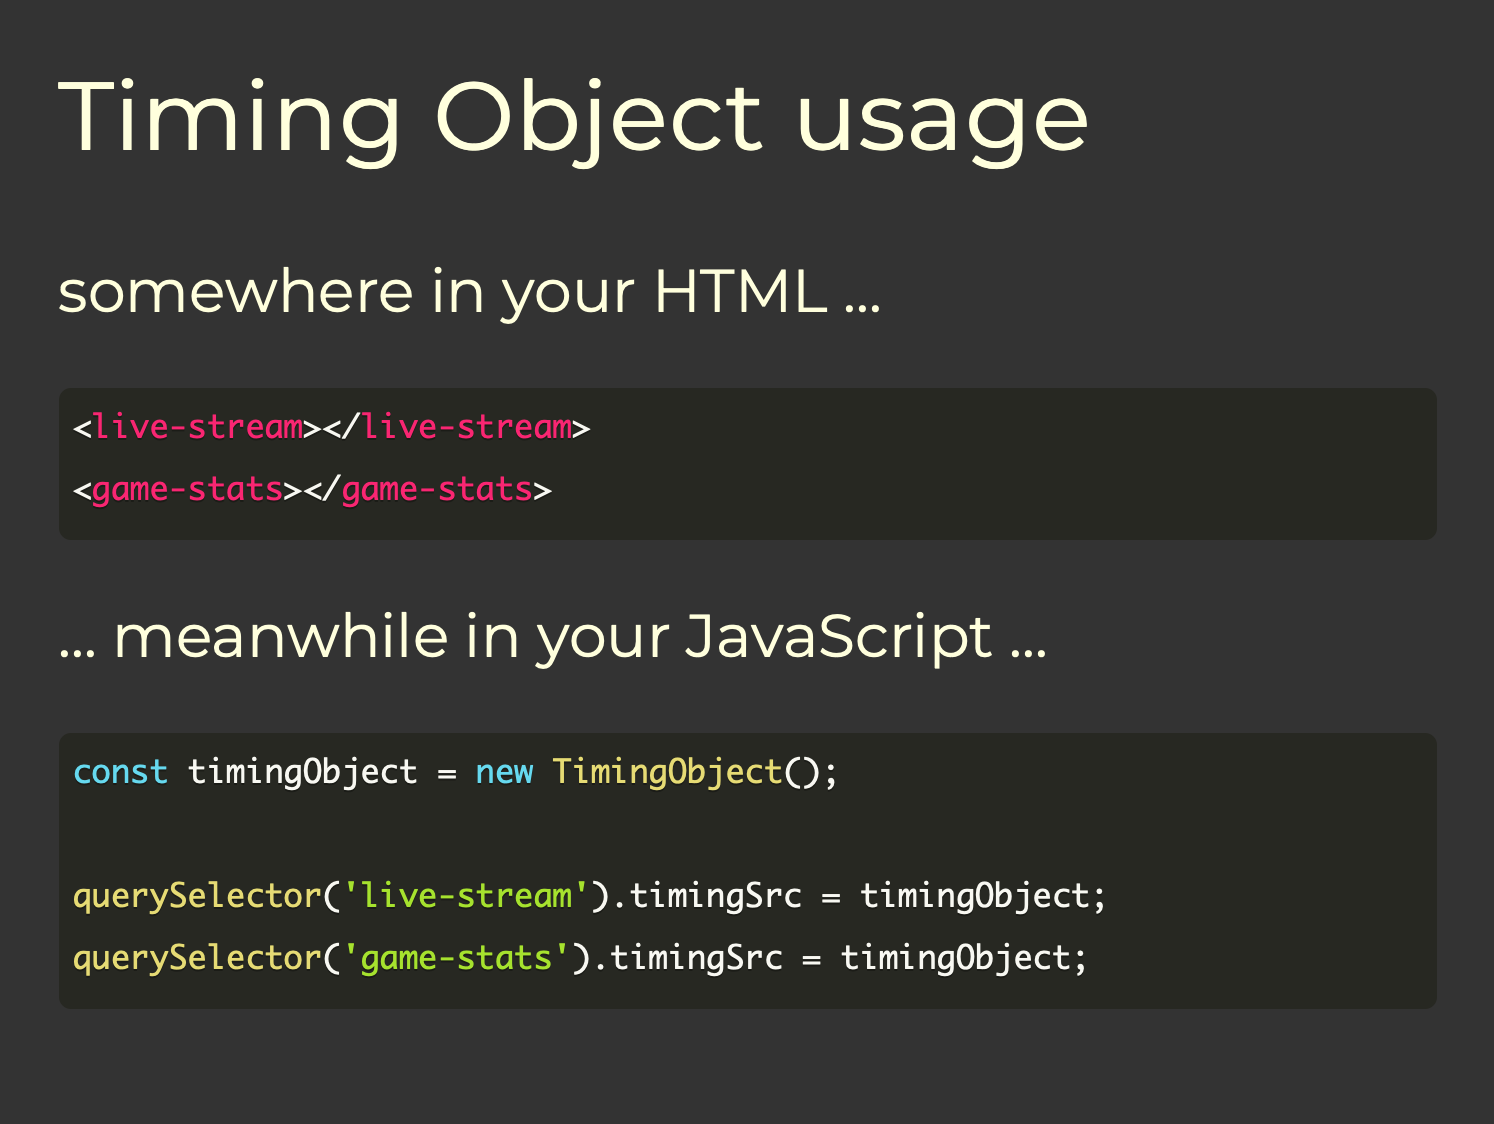 Timing Object usage
somewhere in your HTML ...
<live-stream></live-stream>
<game-stats></game-stats>
... meanwhile in your JavaScript ...
const timingObject = new TimingObject();
querySelector('live-stream').timingSrc = timingObject;
querySelector('game-stats').timingSrc = timingObject;